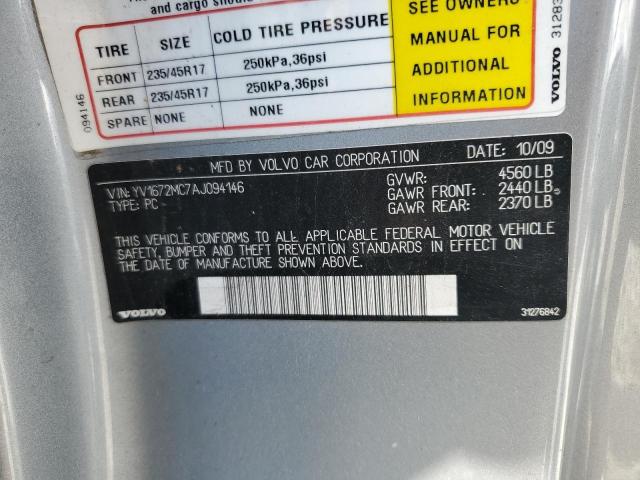 and cargo should
TIRE SIZE COLD TIRE PRESSURE
FRONT 235/45R17 250kPa,36psi
REAR 235/45R17 250kPa,36psi
SPARE NONE NONE
SEE OWNERS
MANUAL FOR
ADDITIONAL
INFORMATION
094146
VOLVO 31283
MFD BY VOLVO CAR CORPORATION DATE: 10/09
VIN: YV1672MC7AJ094146
TYPE: PC
GVWR: 4560 LB
GAWR FRONT: 2440 LB
GAWR REAR: 2370 LB
THIS VEHICLE CONFORMS TO ALL APPLICABLE FEDERAL MOTOR VEHICLE
SAFETY, BUMPER AND THEFT PREVENTION STANDARDS IN EFFECT ON
THE DATE OF MANUFACTURE SHOWN ABOVE.
VOLVO 31276842